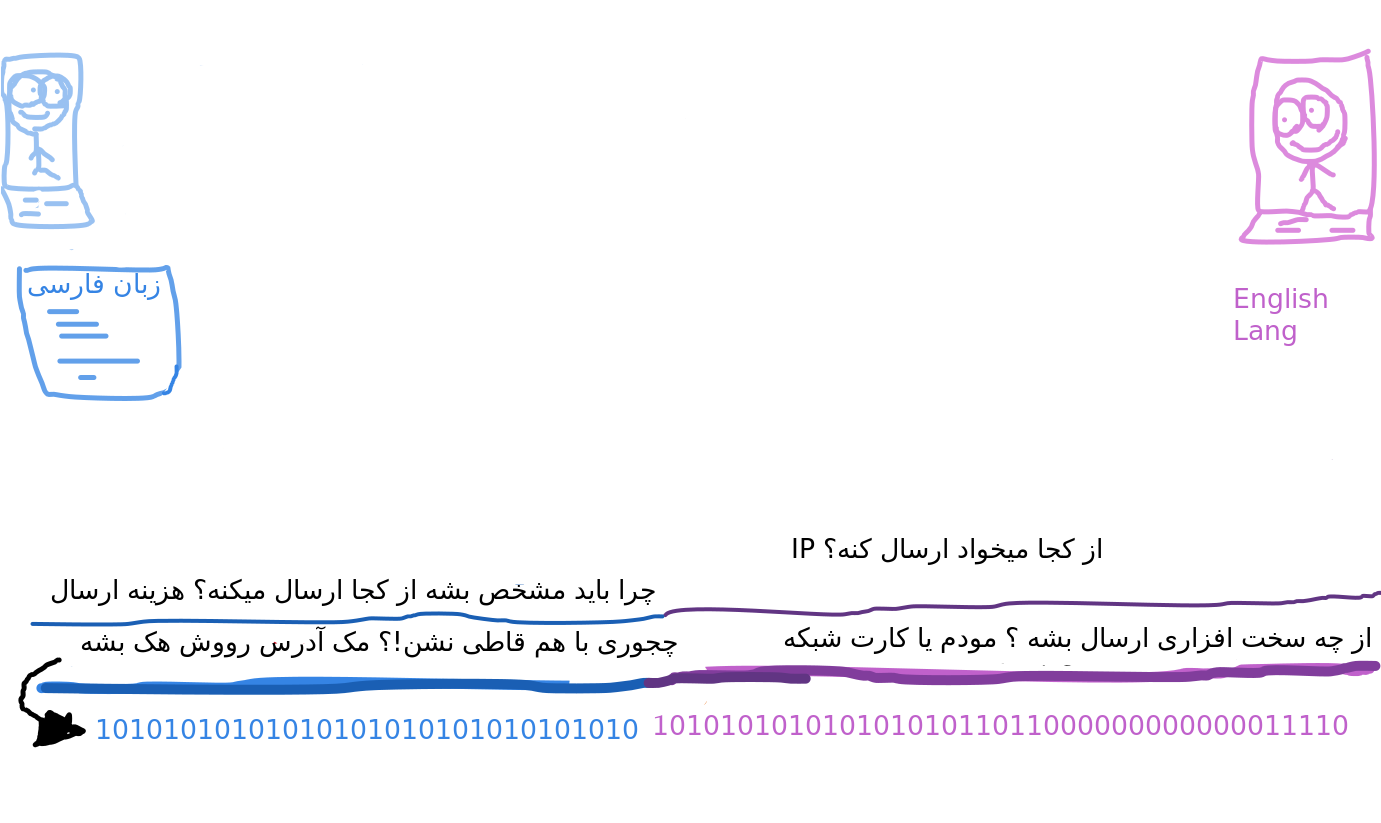 زبان فارسی
English
Lang
از کجا میخواد ارسال کنه؟ IP
چرا باید مشخص بشه از کجا ارسال میکنه؟ هزینه ارسال
از چه سخت افزاری ارسال بشه ؟ مودم یا کارت شبکه
چجوری با هم قاطی نشن!؟ مک آدرس رووش هک بشه
10101010101010101010101010101010
10101010101010101011011000000000000011110